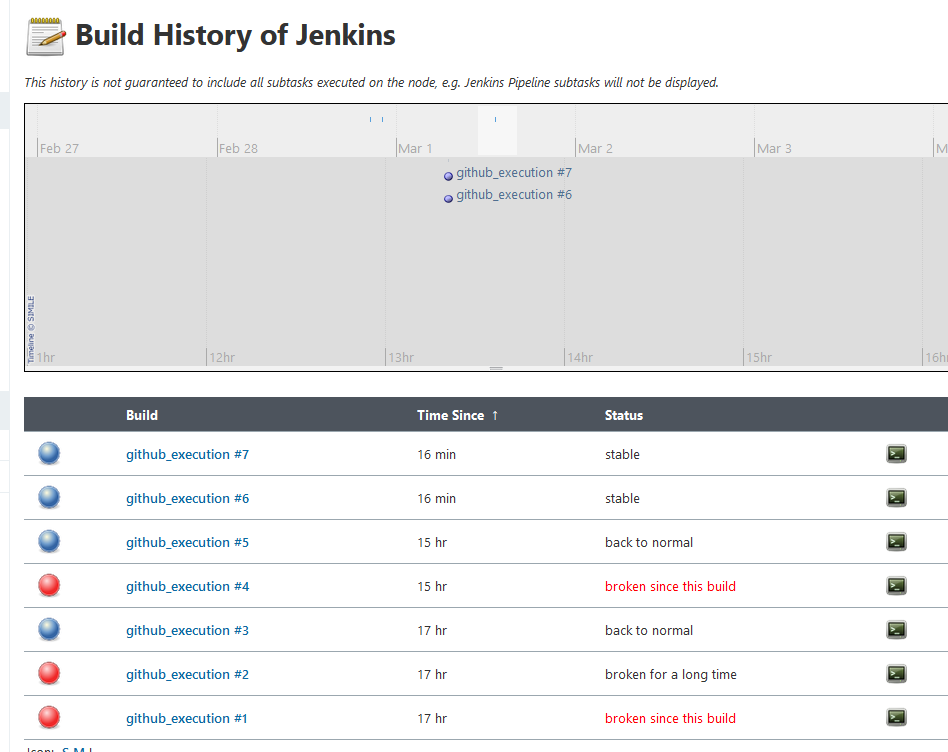 Build History of Jenkins
This history is not guaranteed to include all subtasks executed on the node, e.g. Jenkins Pipeline subtasks will not be displayed.
Feb 27 Feb 28 Mar 1 Mar 2 Mar 3 M
github_execution #7
github_execution #6
Timeline © SIMILE
1hr 12hr 13hr 14hr 15hr 16hr
Build Time Since ↑ Status
github_execution #7 16 min stable
github_execution #6 16 min stable
github_execution #5 15 hr back to normal
github_execution #4 15 hr broken since this build
github_execution #3 17 hr back to normal
github_execution #2 17 hr broken for a long time
github_execution #1 17 hr broken since this build
Icon: S M L